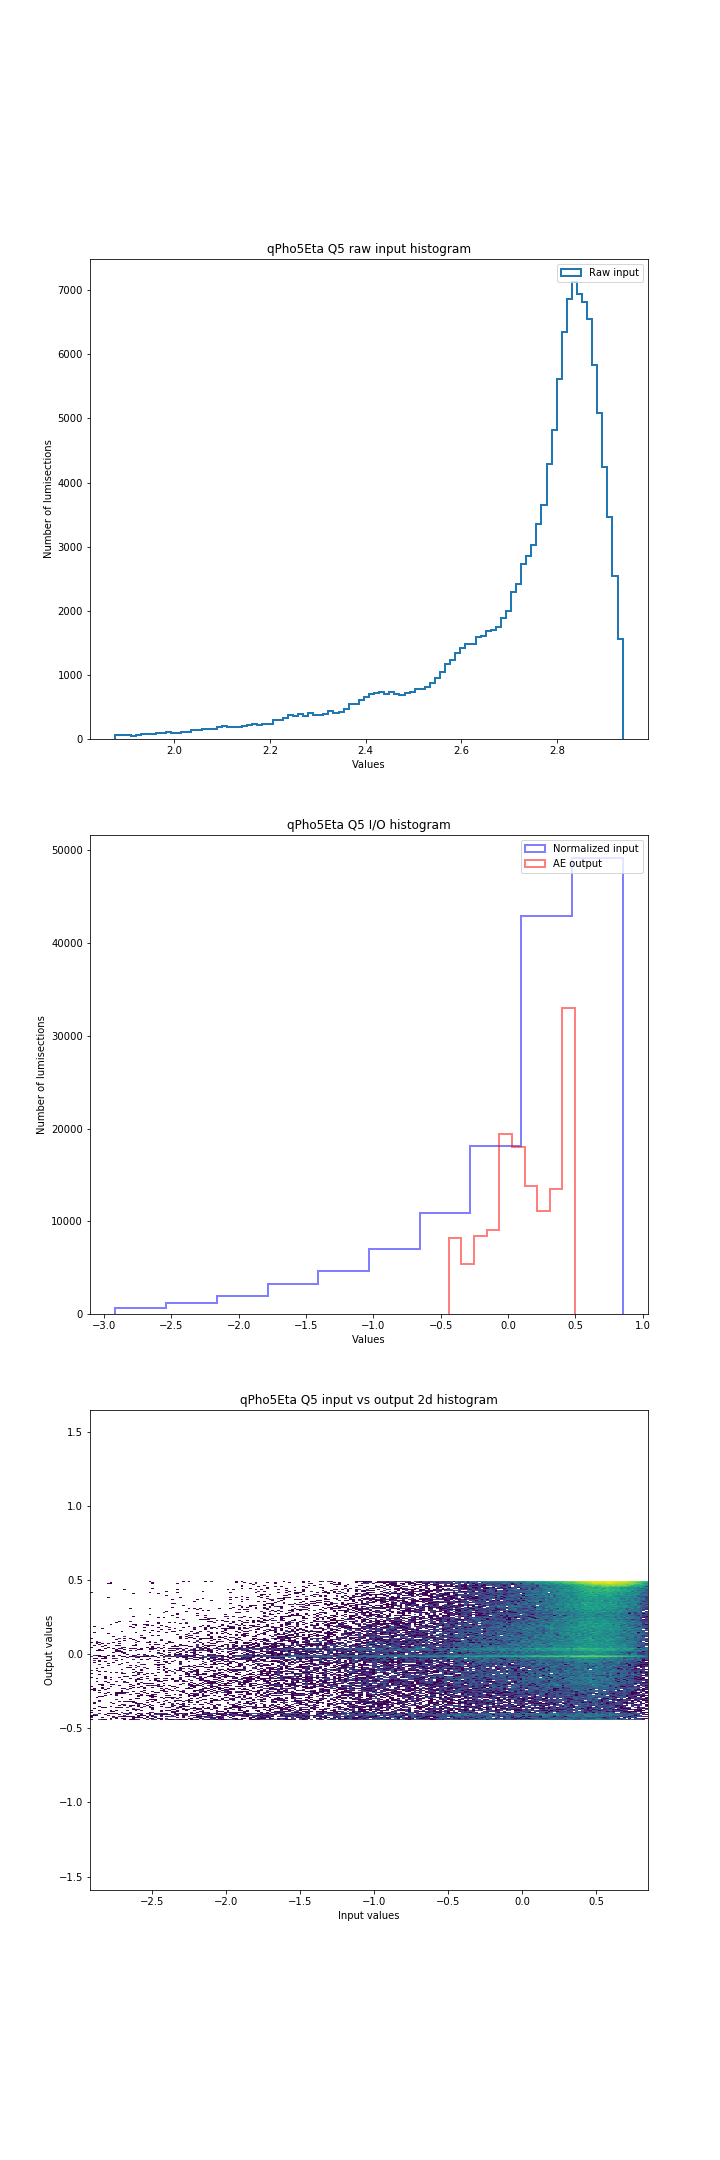 qPho5Eta Q5 raw input histogram
Raw input
7000
6000
5000
4000
3000
2000
1000
0
Number of lumisections
2.0 2.2 2.4 2.6 2.8
Values
qPho5Eta Q5 I/O histogram
Normalized input
AE output
50000
40000
30000
20000
10000
0
Number of lumisections
−3.0 −2.5 −2.0 −1.5 −1.0 −0.5 0.0 0.5 1.0
Values
qPho5Eta Q5 input vs output 2d histogram
1.5
1.0
0.5
0.0
−0.5
−1.0
−1.5
Output values
−2.5 −2.0 −1.5 −1.0 −0.5 0.0 0.5
Input values